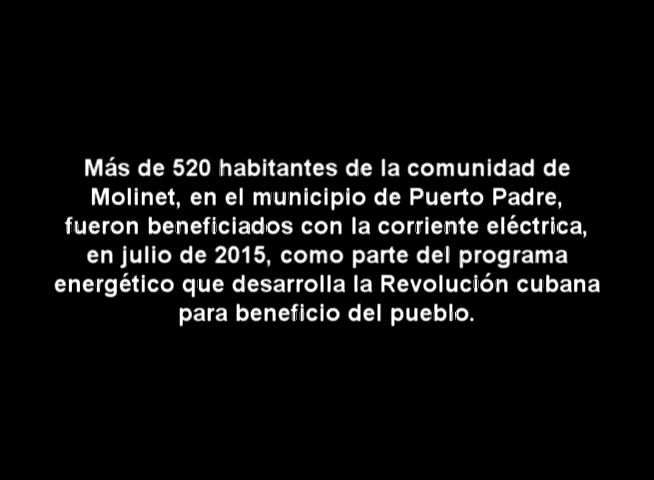 Más de 520 habitantes de la comunidad de
Molinet, en el municipio de Puerto Padre,
fueron beneficiados con la corriente eléctrica,
en julio de 2015, como parte del programa
energético que desarrolla la Revolución cubana
para beneficio del pueblo.